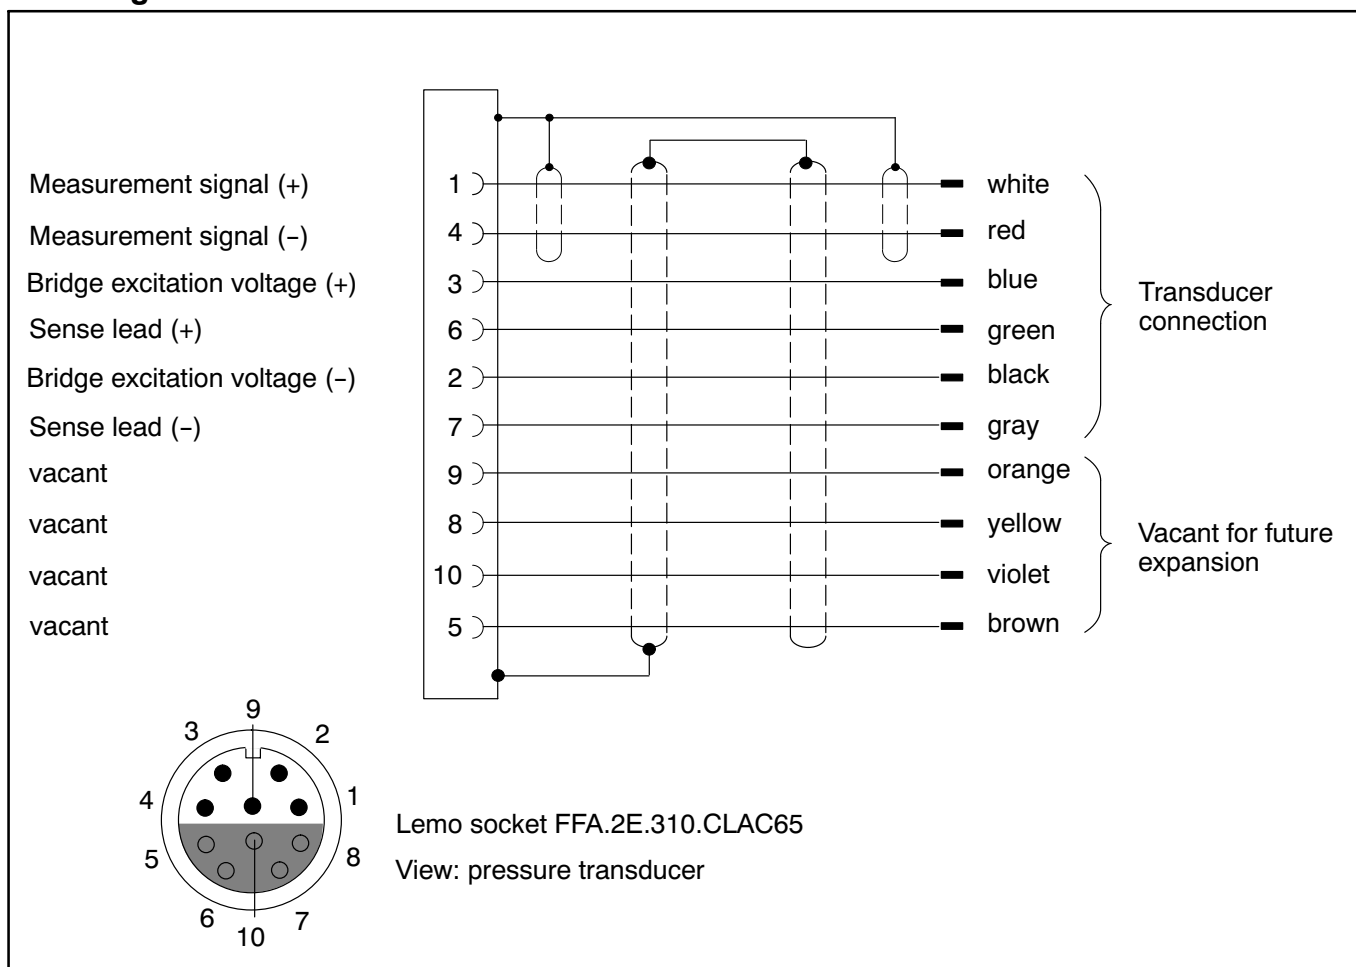 Measurement signal (+) 1 white
Measurement signal (−) 4 red
Bridge excitation voltage (+) 3 blue
Sense lead (+) 6 green
Bridge excitation voltage (−) 2 black
Sense lead (−) 7 gray
Transducer
connection
vacant 9 orange
vacant 8 yellow
vacant 10 violet
vacant 5 brown
Vacant for future
expansion
9
3 2
4 1
5 8
6 7
10
Lemo socket FFA.2E.310.CLAC65
View: pressure transducer